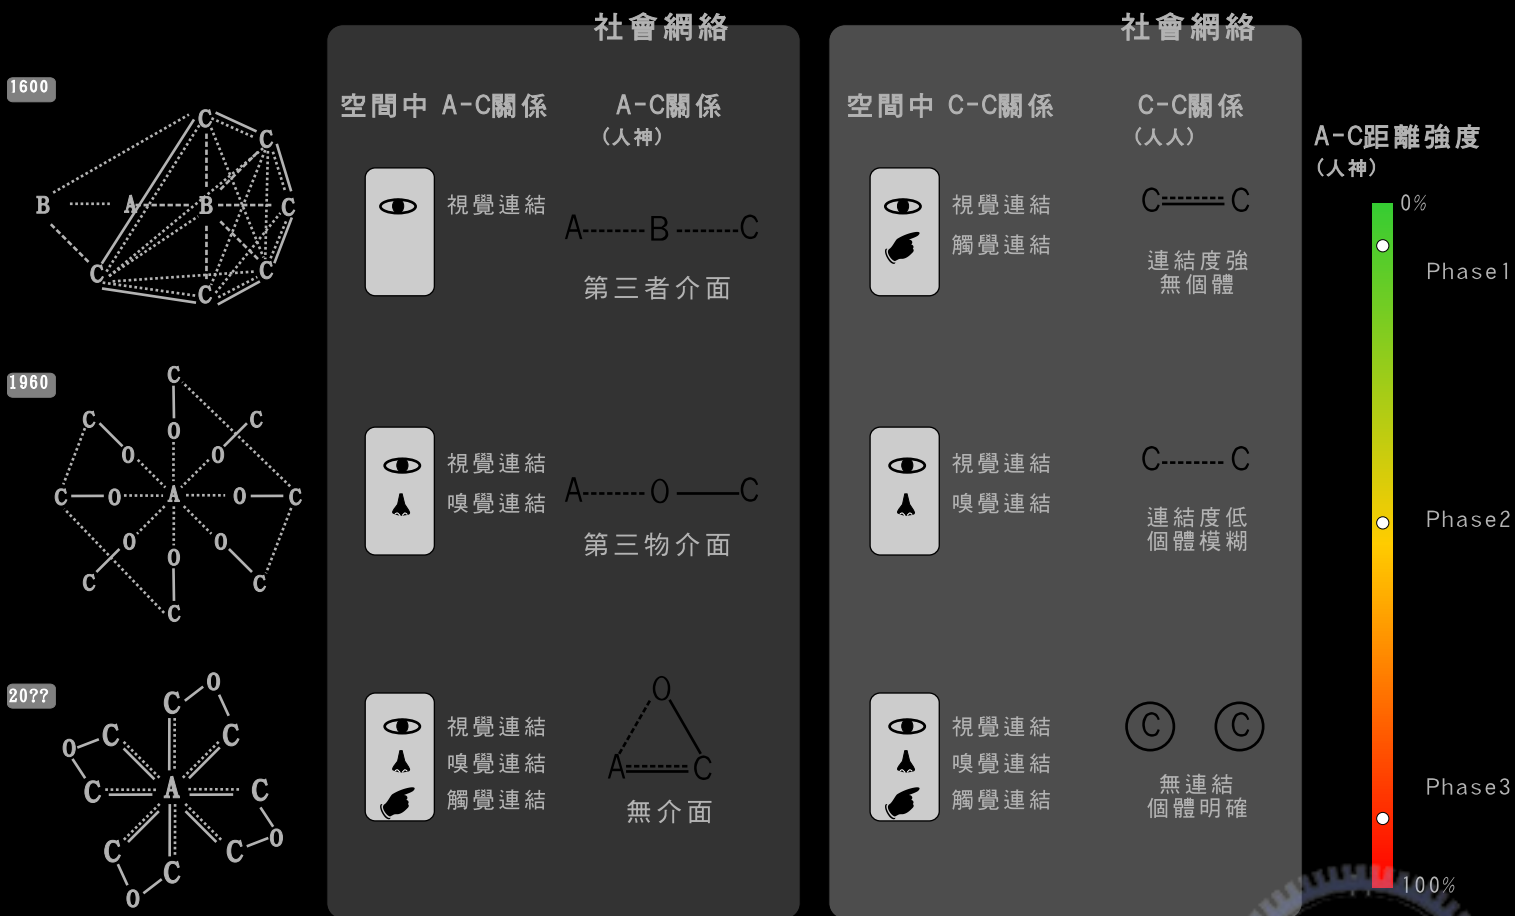 社會網絡
社會網絡
空間中 A-C關係
A-C關係
(人神)
空間中 C-C關係
C-C關係
(人人)
A-C距離強度
(人神)
1600
C
C
B
A
B
C
C
C
C
視覺連結
A
B
C
第三者介面
視覺連結
觸覺連結
C
C
連結度強
無個體
0%
Phase1
1960
C
C
C
O
O
O
C
O
A
O
C
O
O
O
C
C
C
視覺連結
嗅覺連結
A
O
C
第三物介面
視覺連結
嗅覺連結
C
C
連結度低
個體模糊
Phase2
20??
O
C
C
C
O
C
A
C
O
C
C
C
O
視覺連結
嗅覺連結
觸覺連結
O
A
C
無介面
視覺連結
嗅覺連結
觸覺連結
C
C
無連結
個體明確
Phase3
100%